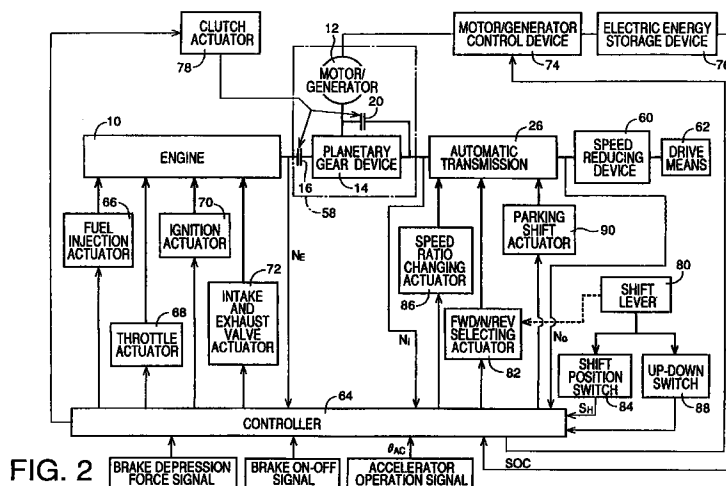 CLUTCH
ACTUATOR
78
12
MOTOR/
GENERATOR
20
MOTOR/GENERATOR
CONTROL DEVICE
74
ELECTRIC ENERGY
STORAGE DEVICE
76
10
ENGINE
16
PLANETARY
GEAR DEVICE
14
58
26
AUTOMATIC
TRANSMISSION
60
SPEED
REDUCING
DEVICE
62
DRIVE
MEANS
66
FUEL
INJECTION
ACTUATOR
70
IGNITION
ACTUATOR
72
INTAKE
AND
EXHAUST
VALVE
ACTUATOR
68
THROTTLE
ACTUATOR
NE
Ni
SPEED
RATIO
CHANGING
ACTUATOR
86
FWD/N/REV
SELECTING
ACTUATOR
82
PARKING
SHIFT
ACTUATOR
90
NO
80
SHIFT
LEVER
SHIFT
POSITION
SWITCH
84
UP-DOWN
SWITCH
88
SH
64
CONTROLLER
θAC
SOC
FIG. 2
BRAKE DEPRESSION
FORCE SIGNAL
BRAKE ON-OFF
SIGNAL
ACCELERATOR
OPERATION SIGNAL